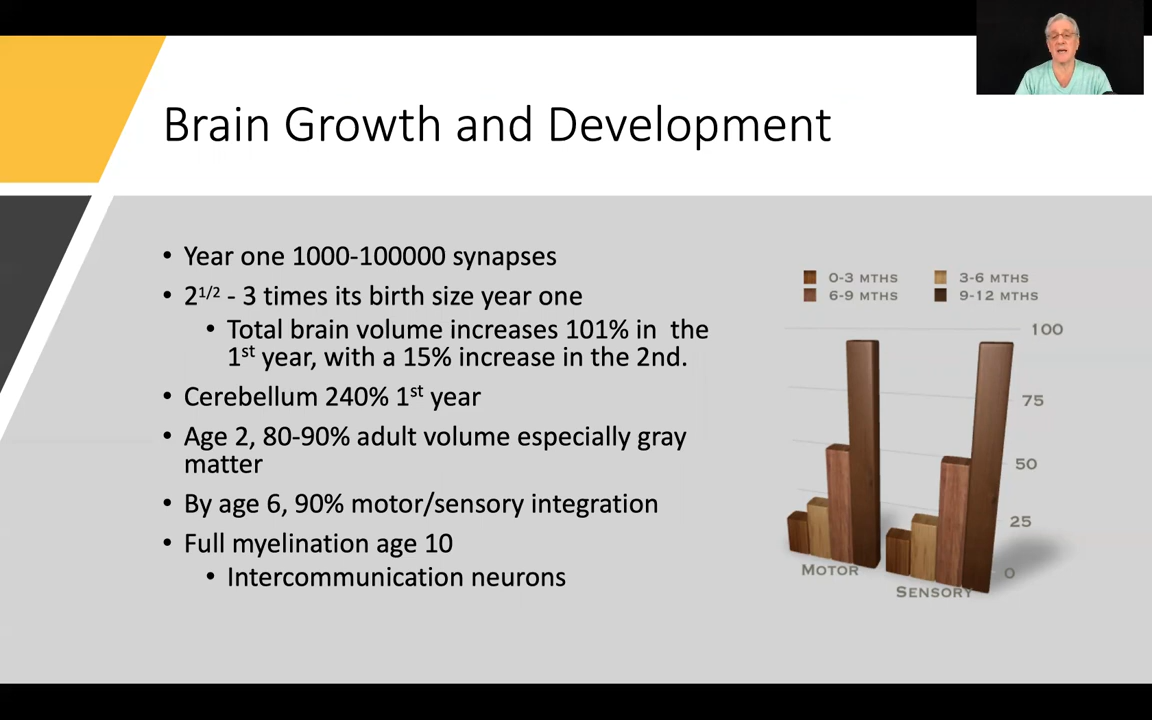 Brain Growth and Development
• Year one 1000-100000 synapses
• 2 1/2 - 3 times its birth size year one
• Total brain volume increases 101% in the
1st year, with a 15% increase in the 2nd.
• Cerebellum 240% 1st year
• Age 2, 80-90% adult volume especially gray
matter
• By age 6, 90% motor/sensory integration
• Full myelination age 10
• Intercommunication neurons
0-3 MTHS 3-6 MTHS
6-9 MTHS 9-12 MTHS
100
75
50
25
0
MOTOR
SENSORY